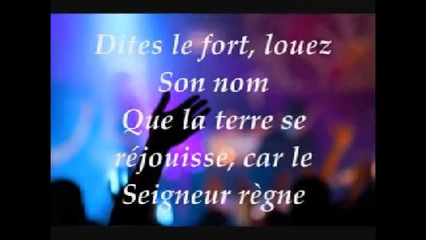 Dites le fort, louez
Son nom
Que la terre se
réjouisse, car le
Seigneur règne